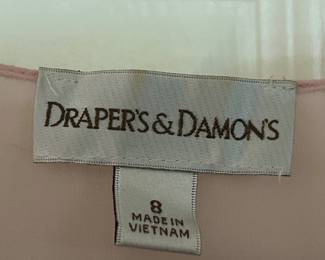 DRAPER'S & DAMON'S
8
MADE IN
VIETNAM